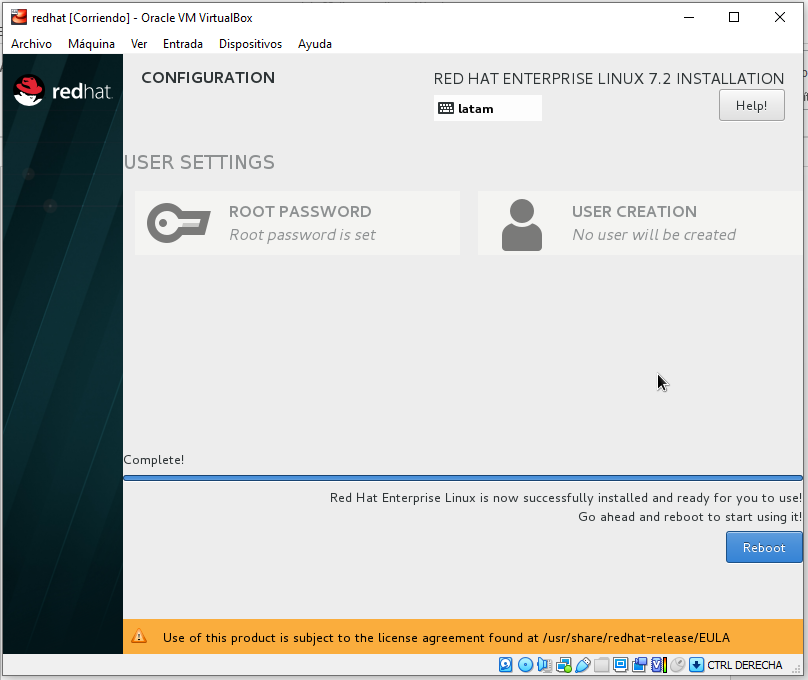 redhat [Corriendo] - Oracle VM VirtualBox
Archivo Máquina Ver Entrada Dispositivos Ayuda
redhat.
CONFIGURATION
RED HAT ENTERPRISE LINUX 7.2 INSTALLATION
latam
Help!
USER SETTINGS
ROOT PASSWORD
Root password is set
USER CREATION
No user will be created
Complete!
Red Hat Enterprise Linux is now successfully installed and ready for you to use!
Go ahead and reboot to start using it!
Reboot
Use of this product is subject to the license agreement found at /usr/share/redhat-release/EULA
CTRL DERECHA